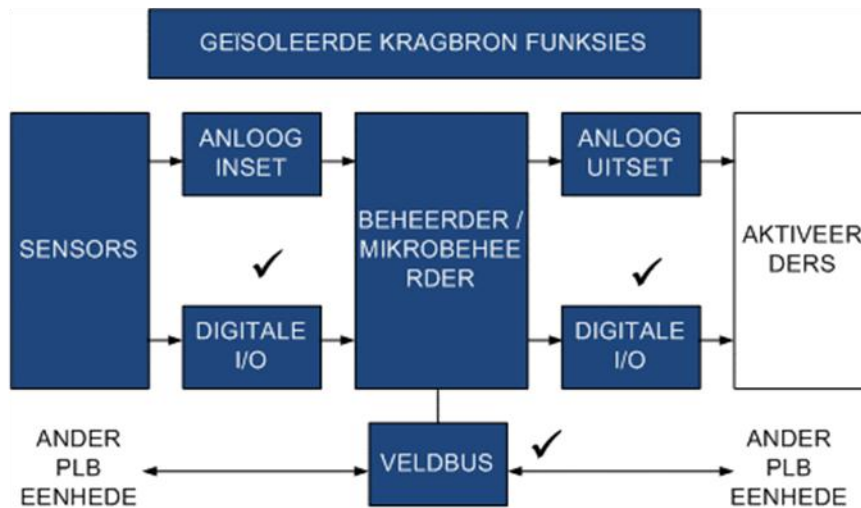 GEÏSOLEERDE KRAGBRON FUNKSIES
SENSORS
ANLOOG
INSET
DIGITALE
I/O
BEHEERDER /
MIKROBEHEE
RDER
ANLOOG
UITSET
DIGITALE
I/O
AKTIVEER
DERS
ANDER
PLB
EENHEDE
VELDBUS
ANDER
PLB
EENHEDE